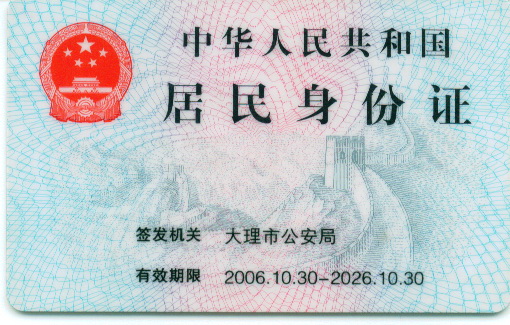 中华人民共和国
居民身份证
签发机关 大理市公安局
有效期限 2006.10.30-2026.10.30